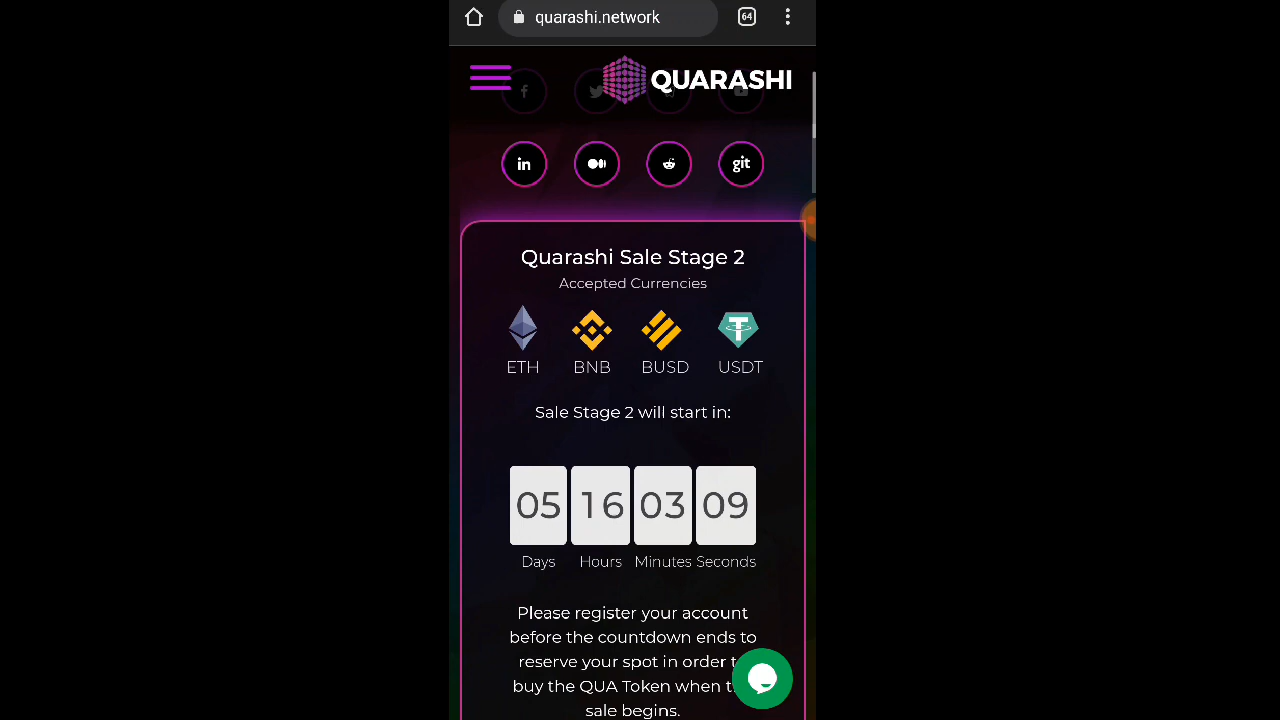 quarashi.network
64
QUARASHI
in
git
Quarashi Sale Stage 2
Accepted Currencies
ETH BNB BUSD USDT
Sale Stage 2 will start in:
05 16 03 09
Days Hours Minutes Seconds
Please register your account
before the countdown ends to
reserve your spot in order t
buy the QUA Token when t
sale begins.